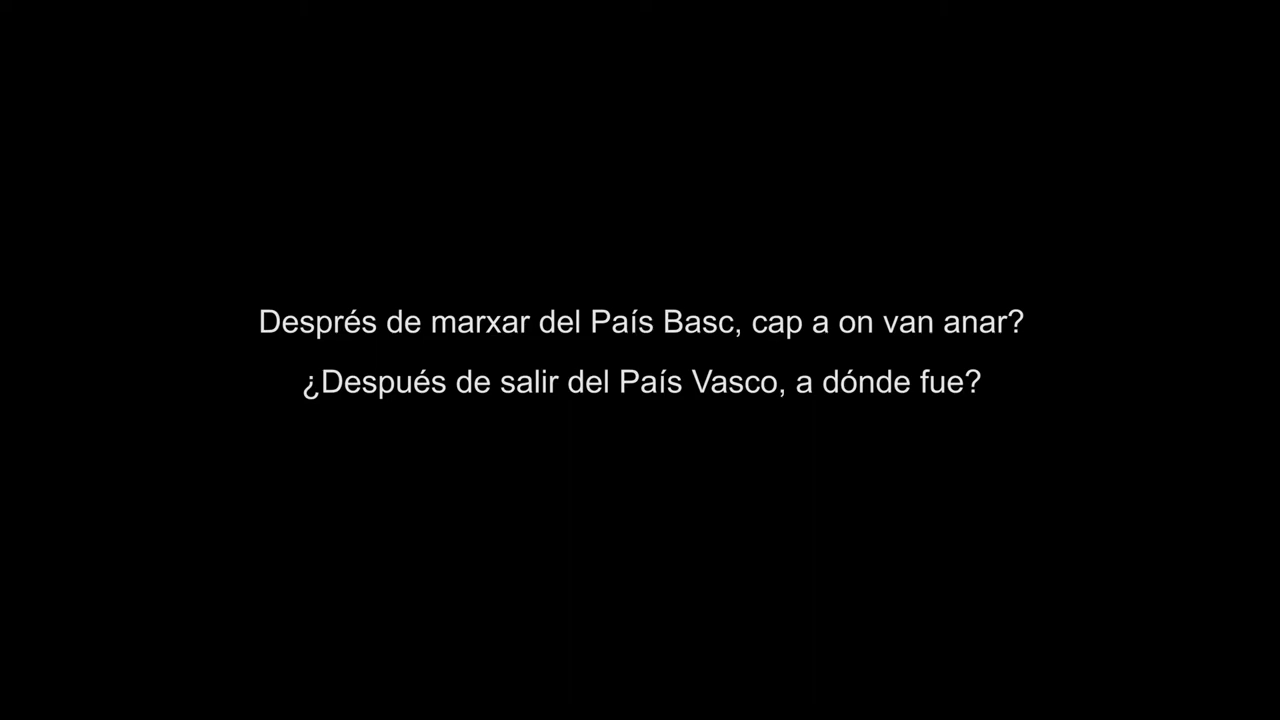 Després de marxar del País Basc, cap a on van anar?
¿Después de salir del País Vasco, a dónde fue?